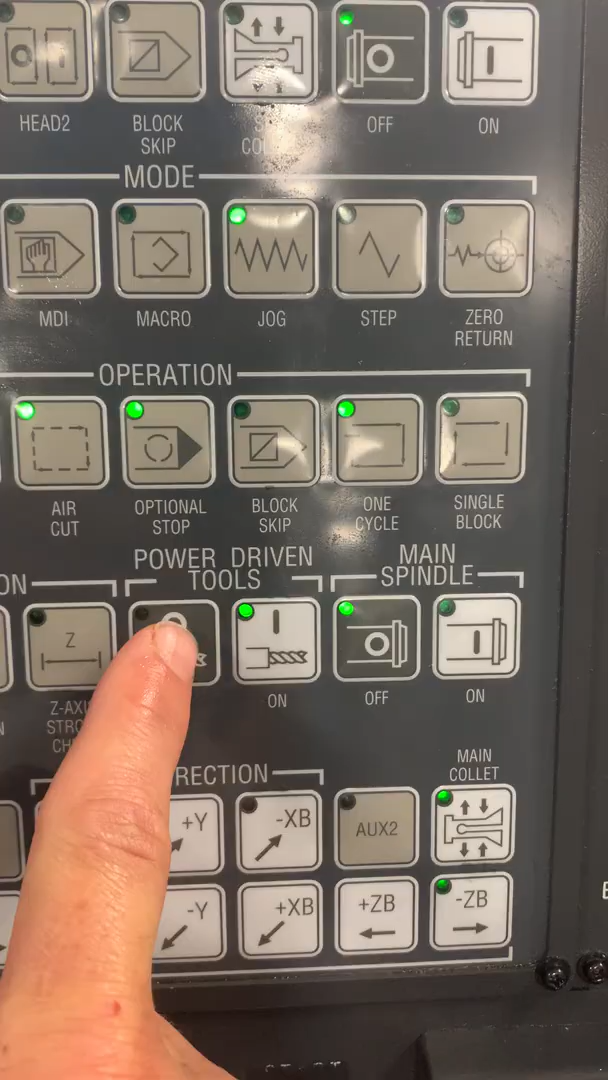 HEAD2
BLOCK
SKIP
OFF
ON
MODE
MDI
MACRO
JOG
STEP
ZERO
RETURN
OPERATION
AIR
CUT
OPTIONAL
STOP
BLOCK
SKIP
ONE
CYCLE
SINGLE
BLOCK
POWER DRIVEN
TOOLS
MAIN
SPINDLE
ON
Z
ON
OFF
ON
MAIN
COLLET
RECTION
+Y
-XB
AUX2
-Y
+XB
+ZB
-ZB